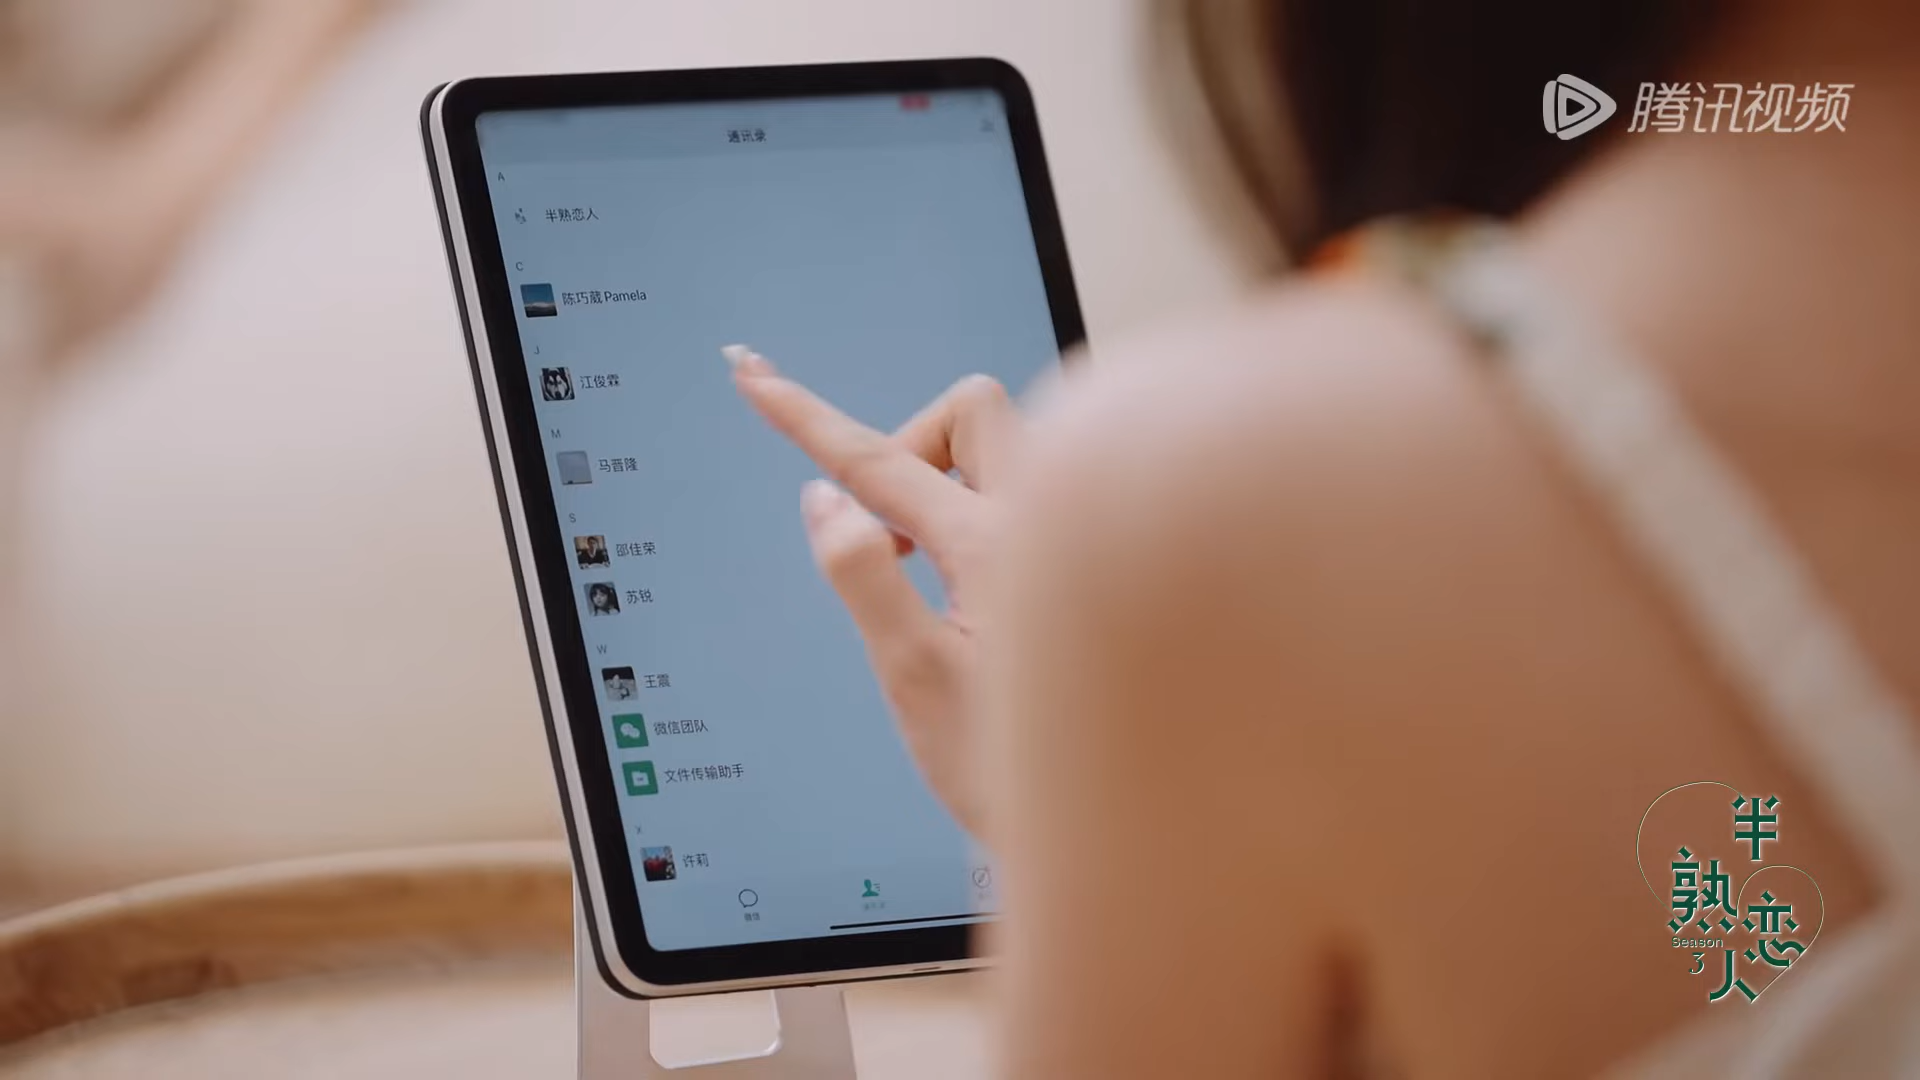 腾讯视频
通讯录
A
半熟恋人
C
陈巧葳 Pamela
J
江俊霖
M
马晋隆
S
邵佳荣
苏锐
W
王震
微信团队
文件传输助手
X
许莉
微信
半熟恋人
Season
3